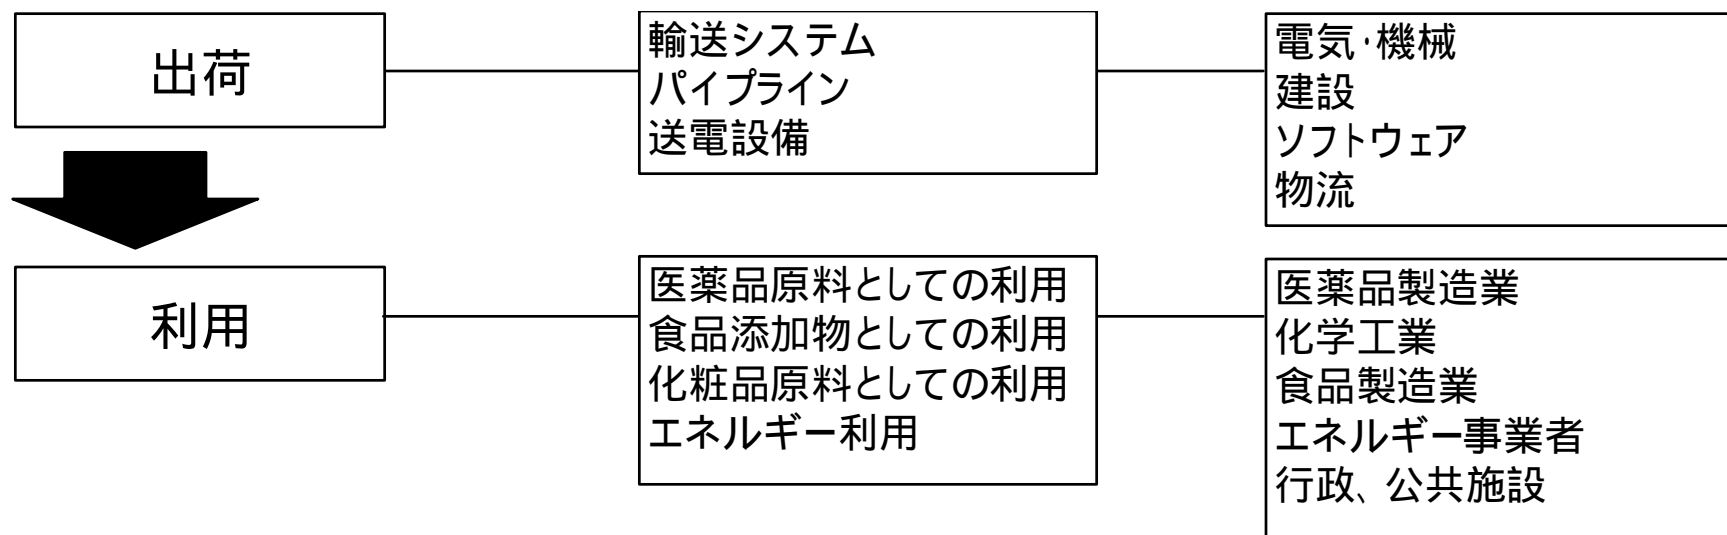 出荷
輸送システム
パイプライン
送電設備
電気・機械
建設
ソフトウェア
物流
利用
医薬品原料としての利用
食品添加物としての利用
化粧品原料としての利用
エネルギー利用
医薬品製造業
化学工業
食品製造業
エネルギー事業者
行政、公共施設